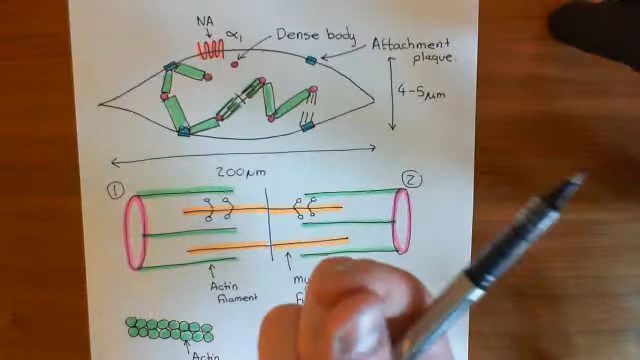 NA
α1
Dense body
Attachment
plaque.
4-5μm
200μm
1
2
Actin
Filament
Actin